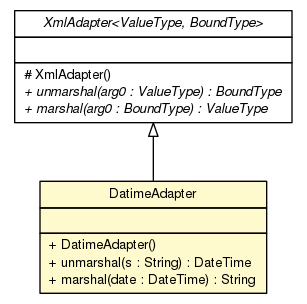 XmlAdapter<ValueType, BoundType>
# XmlAdapter()
+ unmarshal(arg0 : ValueType) : BoundType
+ marshal(arg0 : BoundType) : ValueType
DatimeAdapter
+ DatimeAdapter()
+ unmarshal(s : String) : DateTime
+ marshal(date : DateTime) : String